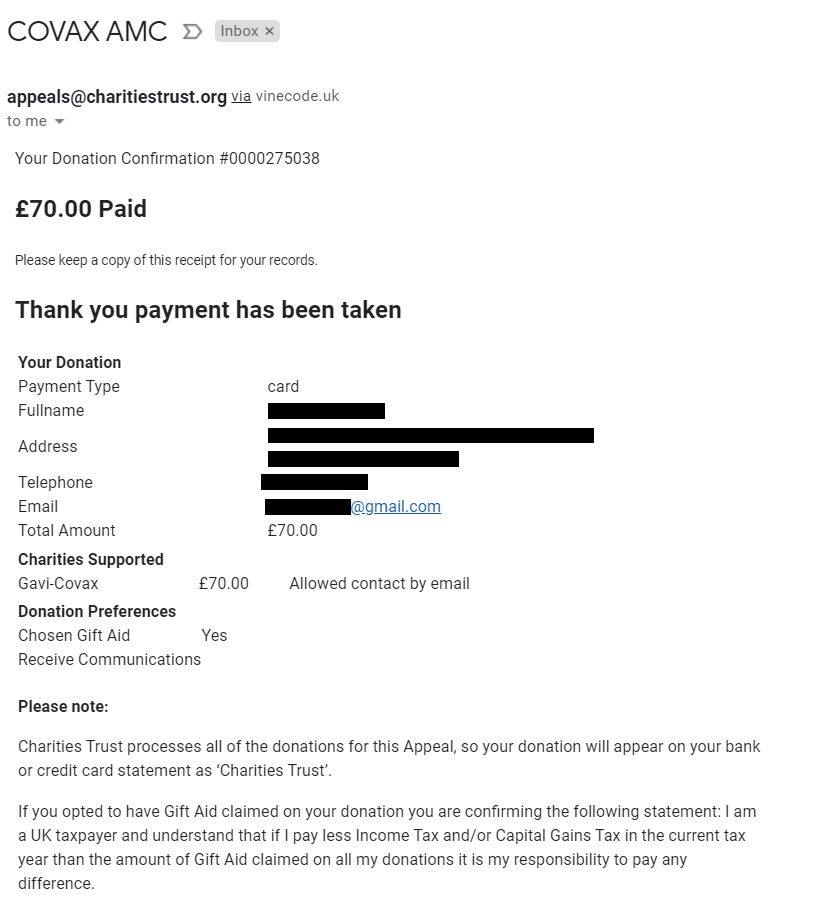 COVAX AMC Inbox ×
appeals@charitiestrust.org via vinecode.uk
to me
Your Donation Confirmation #0000275038
£70.00 Paid
Please keep a copy of this receipt for your records.
Thank you payment has been taken
Your Donation
Payment Type card
Fullname
Address
Telephone
Email @gmail.com
Total Amount £70.00
Charities Supported
Gavi-Covax £70.00 Allowed contact by email
Donation Preferences
Chosen Gift Aid Yes
Receive Communications
Please note:
Charities Trust processes all of the donations for this Appeal, so your donation will appear on your bank
or credit card statement as ‘Charities Trust’.
If you opted to have Gift Aid claimed on your donation you are confirming the following statement: I am
a UK taxpayer and understand that if I pay less Income Tax and/or Capital Gains Tax in the current tax
year than the amount of Gift Aid claimed on all my donations it is my responsibility to pay any
difference.